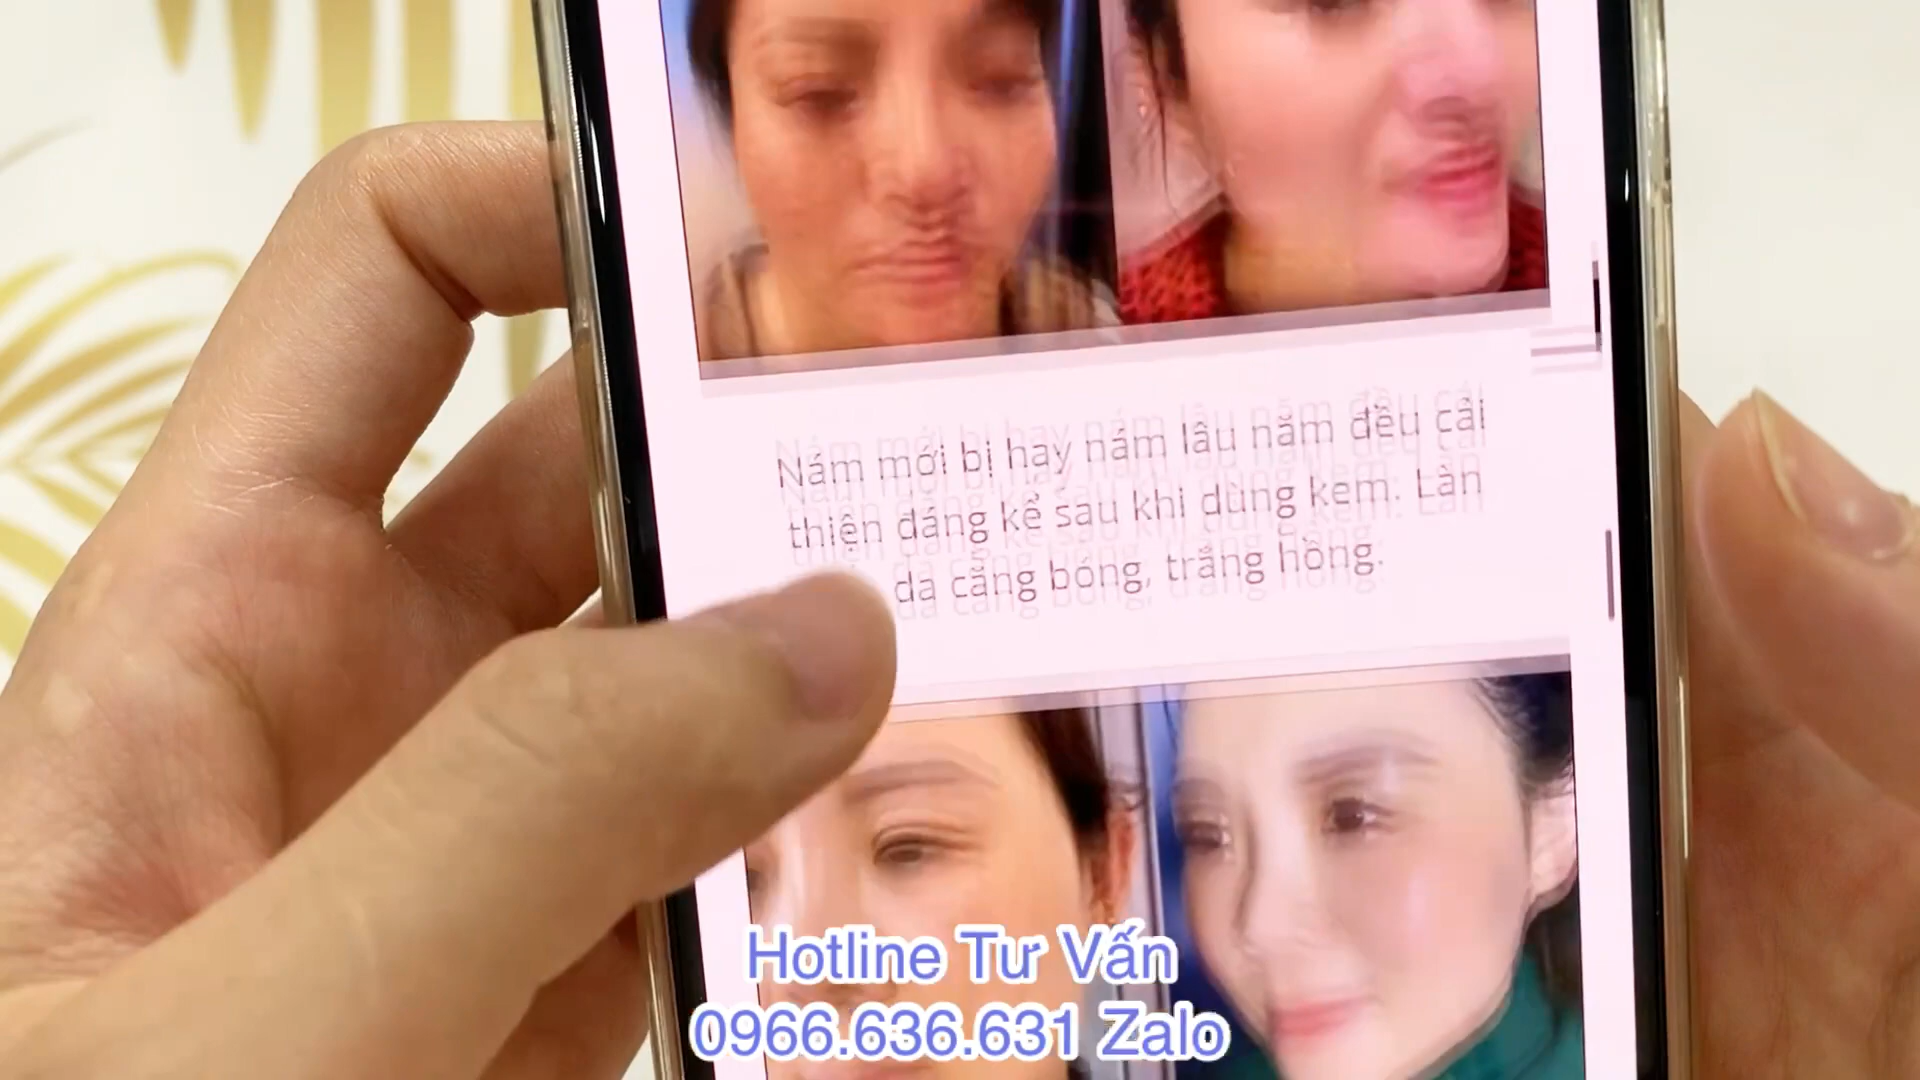 Nám mới bị hay nám lâu năm đều cải
thiện đáng kể sau khi dùng kem. Làn
da căng bóng, trắng hồng.
Hotline Tư Vấn
0966.636.631 Zalo